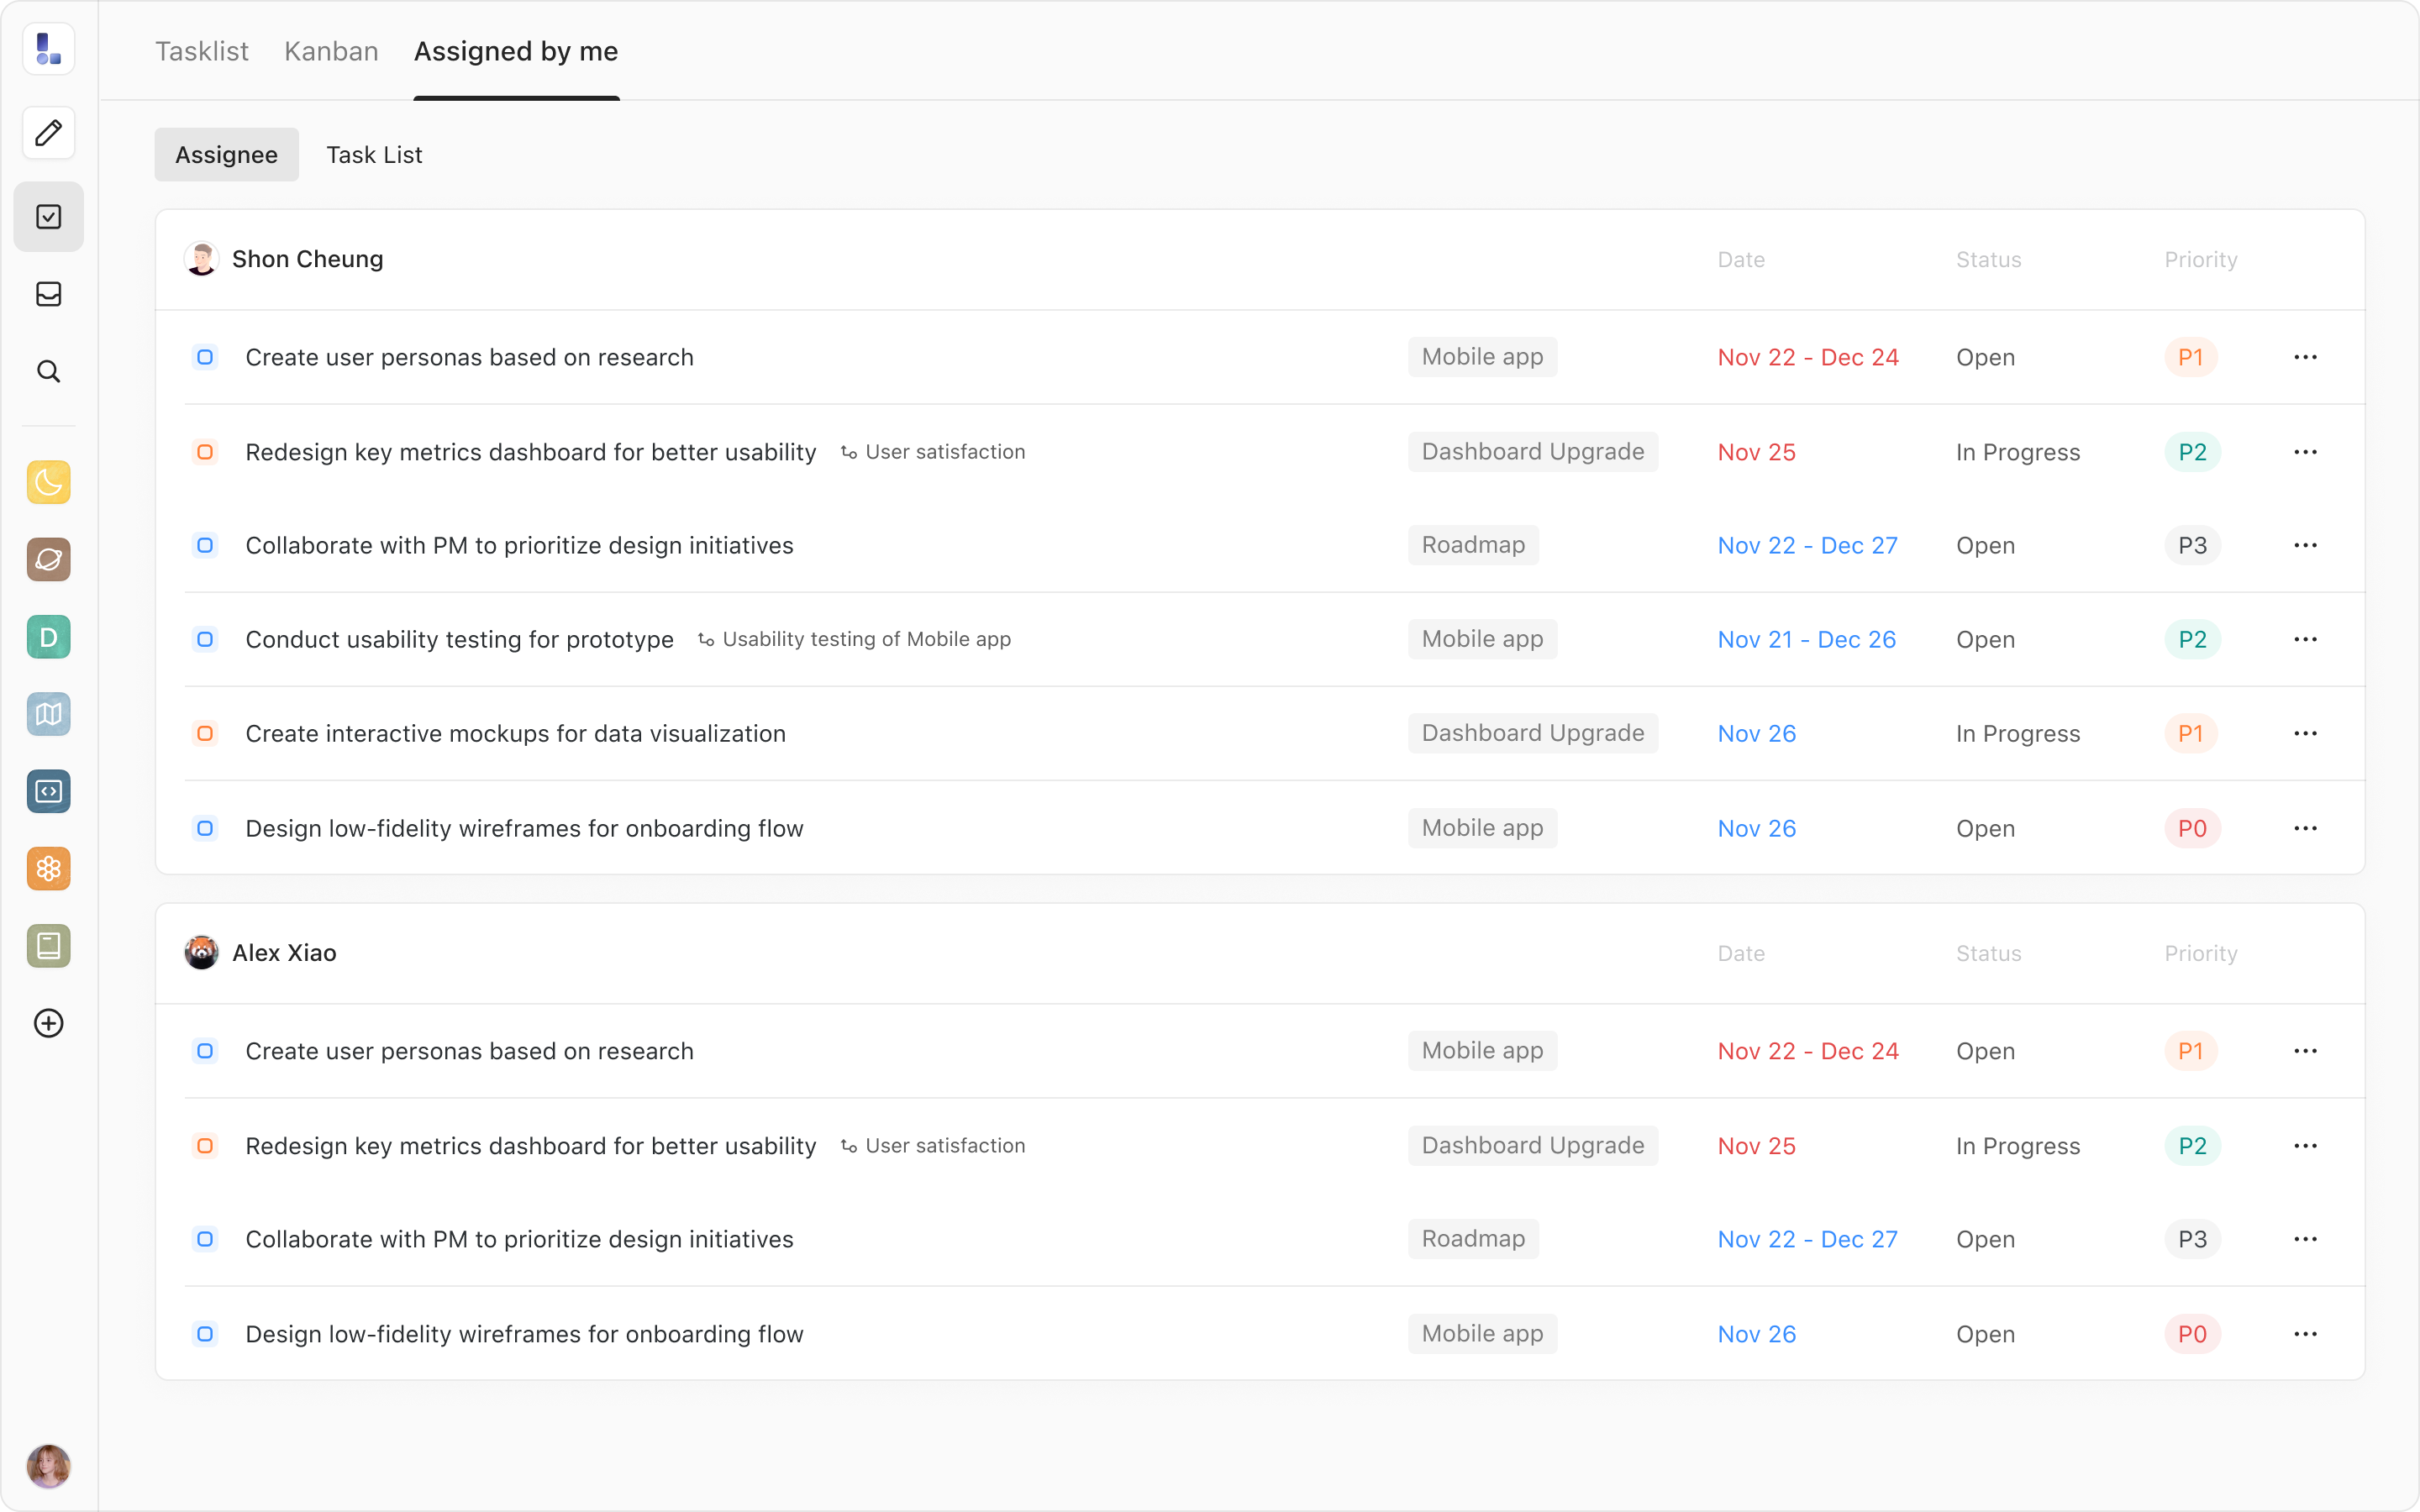 Tasklist Kanban Assigned by me
Assignee Task List
Shon Cheung Date Status Priority
Create user personas based on research Mobile app Nov 22 - Dec 24 Open P1
Redesign key metrics dashboard for better usability User satisfaction Dashboard Upgrade Nov 25 In Progress P2
Collaborate with PM to prioritize design initiatives Roadmap Nov 22 - Dec 27 Open P3
D
Conduct usability testing for prototype Usability testing of Mobile app Mobile app Nov 21 - Dec 26 Open P2
Create interactive mockups for data visualization Dashboard Upgrade Nov 26 In Progress P1
Design low-fidelity wireframes for onboarding flow Mobile app Nov 26 Open P0
Alex Xiao Date Status Priority
Create user personas based on research Mobile app Nov 22 - Dec 24 Open P1
Redesign key metrics dashboard for better usability User satisfaction Dashboard Upgrade Nov 25 In Progress P2
Collaborate with PM to prioritize design initiatives Roadmap Nov 22 - Dec 27 Open P3
Design low-fidelity wireframes for onboarding flow Mobile app Nov 26 Open P0